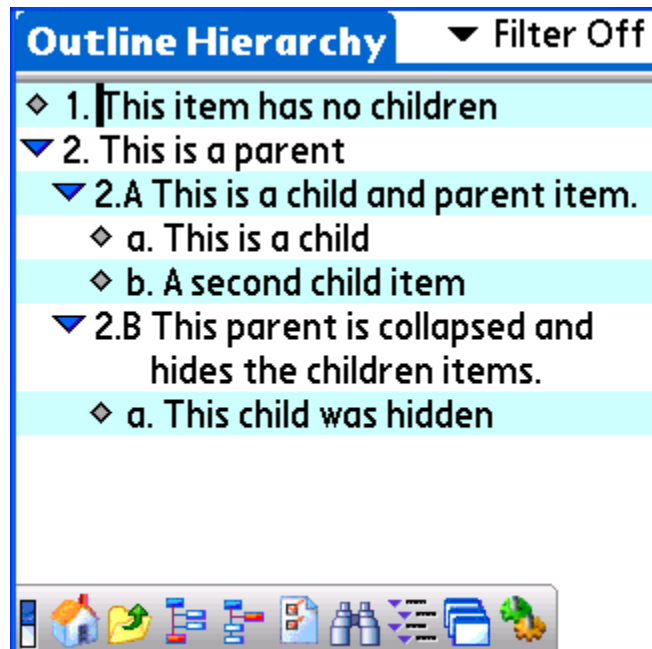 Outline Hierarchy Filter Off
1. This item has no children
2. This is a parent
2.A This is a child and parent item.
a. This is a child
b. A second child item
2.B This parent is collapsed and
hides the children items.
a. This child was hidden